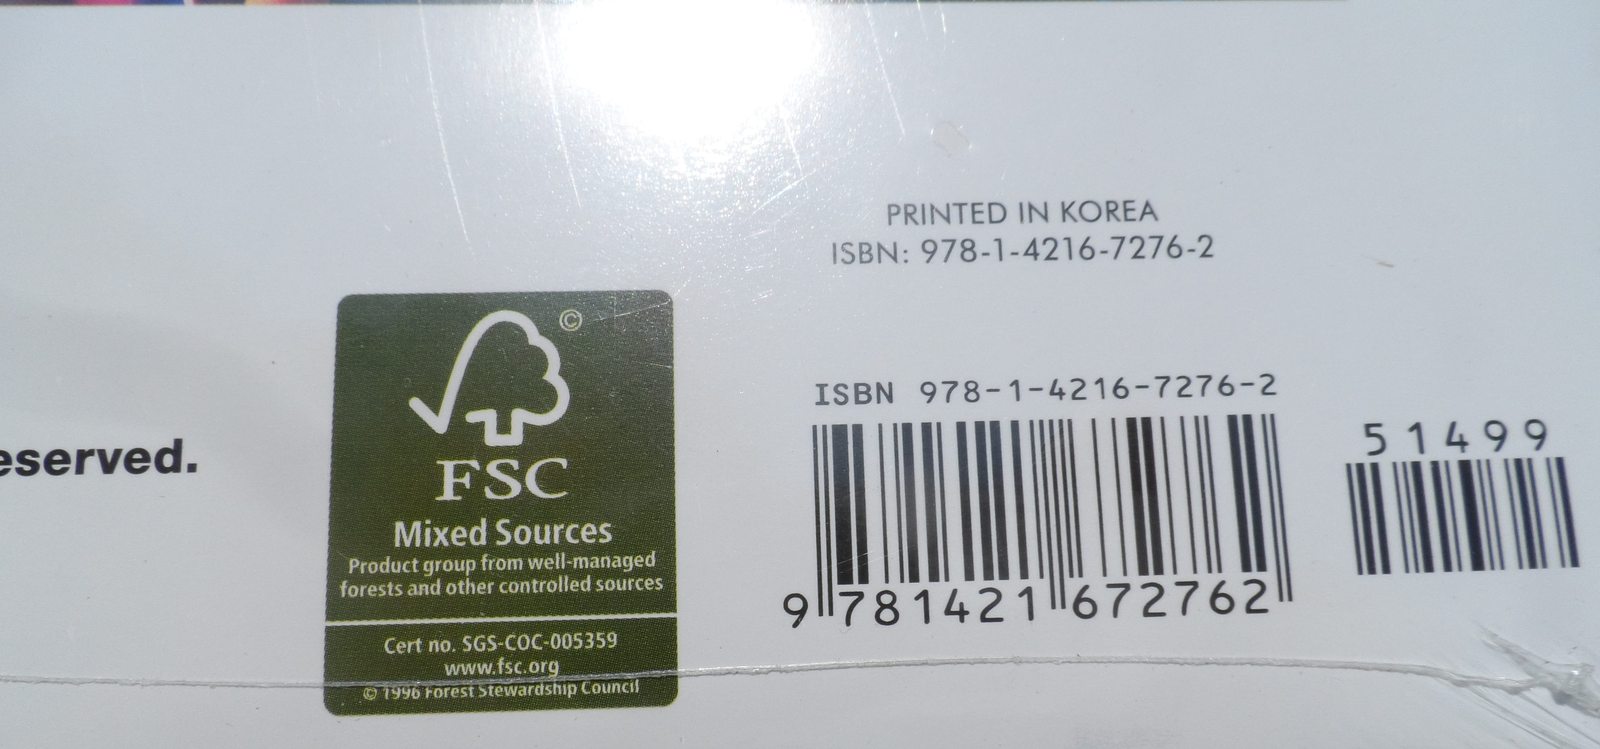 PRINTED IN KOREA
ISBN: 978-1-4216-7276-2
©
FSC
Mixed Sources
Product group from well-managed
forests and other controlled sources
Cert no. SGS-COC-005359
www.fsc.org
© 1996 Forest Stewardship Council
eserved.
ISBN 978-1-4216-7276-2
51499
9 781421 672762